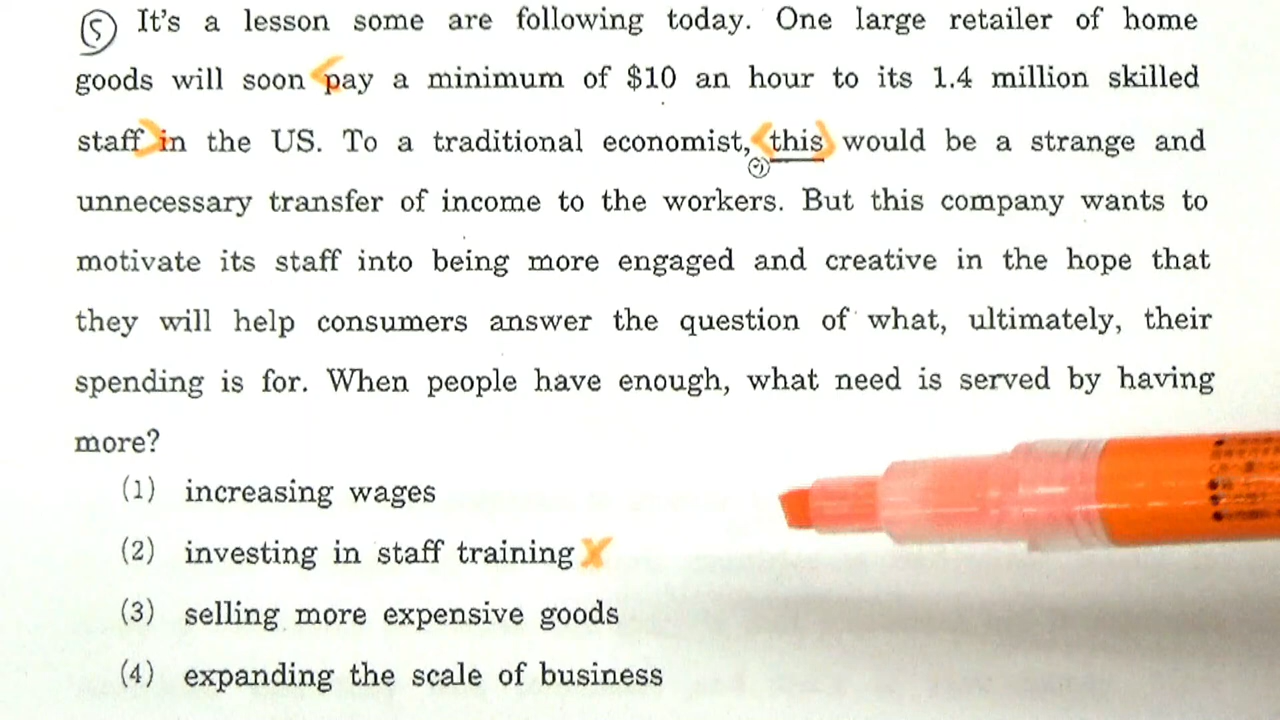 ⑤ It's a lesson some are following today. One large retailer of home
goods will soon <pay a minimum of $10 an hour to its 1.4 million skilled
staff> in the US. To a traditional economist, <this> would be a strange and
unnecessary transfer of income to the workers. But this company wants to
motivate its staff into being more engaged and creative in the hope that
they will help consumers answer the question of what, ultimately, their
spending is for. When people have enough, what need is served by having
more?
(1) increasing wages
(2) investing in staff training X
(3) selling more expensive goods
(4) expanding the scale of business